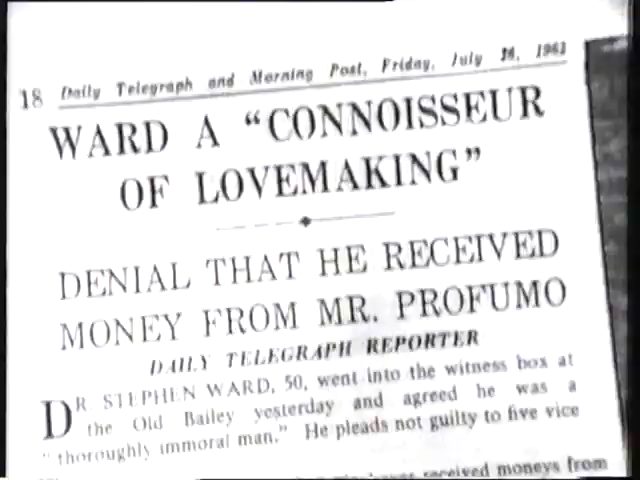 18 Daily Telegraph and Morning Post, Friday, July 26, 1963
WARD A “CONNOISSEUR
OF LOVEMAKING”
DENIAL THAT HE RECEIVED
MONEY FROM MR. PROFUMO
DAILY TELEGRAPH REPORTER
DR STEPHEN WARD, 50, went into the witness box at
the Old Bailey yesterday and agreed he was a
“thoroughly immoral man.” He pleads not guilty to five vice
received moneys from